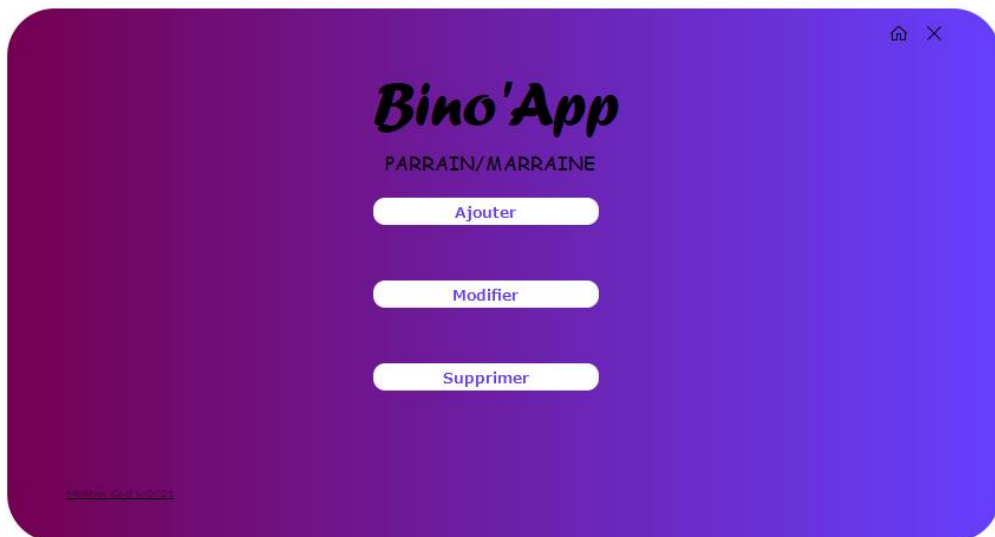 Bino'App
PARRAIN/MARRAINE
Ajouter
Modifier
Supprimer